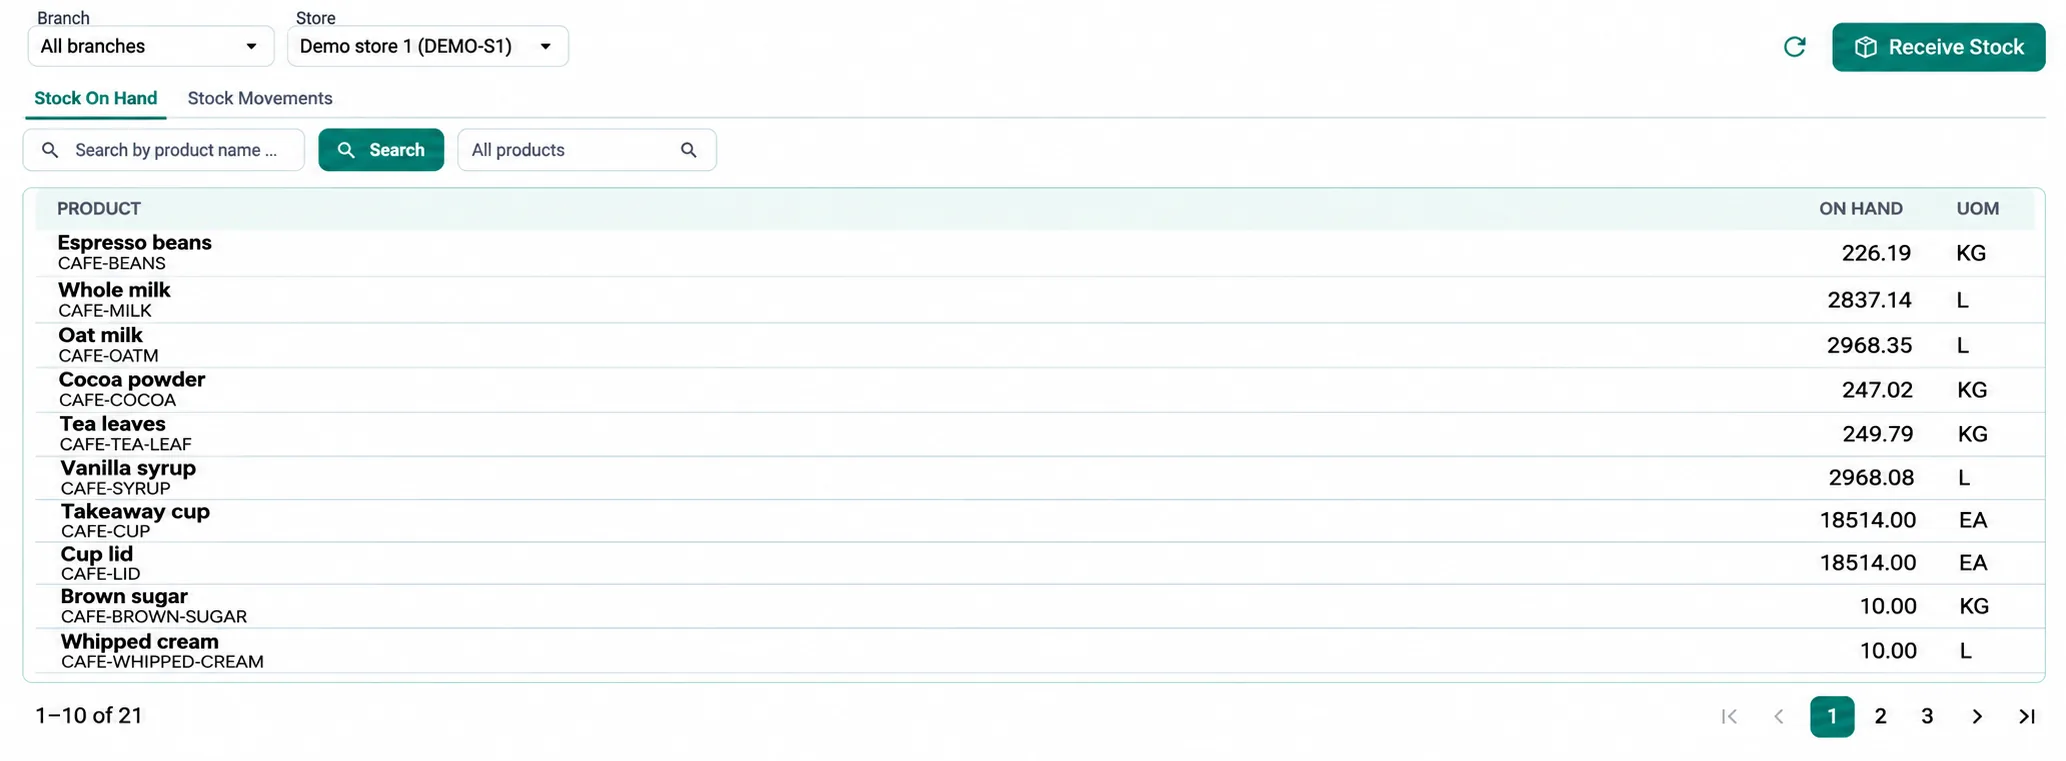 Branch
Store
All branches
Demo store 1 (DEMO-S1)
Receive Stock
Stock On Hand
Stock Movements
Search by product name ...
Search
All products
PRODUCT ON HAND UOM
Espresso beans
CAFE-BEANS
226.19 KG
Whole milk
CAFE-MILK
2837.14 L
Oat milk
CAFE-OATM
2968.35 L
Cocoa powder
CAFE-COCOA
247.02 KG
Tea leaves
CAFE-TEA-LEAF
249.79 KG
Vanilla syrup
CAFE-SYRUP
2968.08 L
Takeaway cup
CAFE-CUP
18514.00 EA
Cup lid
CAFE-LID
18514.00 EA
Brown sugar
CAFE-BROWN-SUGAR
10.00 KG
Whipped cream
CAFE-WHIPPED-CREAM
10.00 L
1–10 of 21
1 2 3